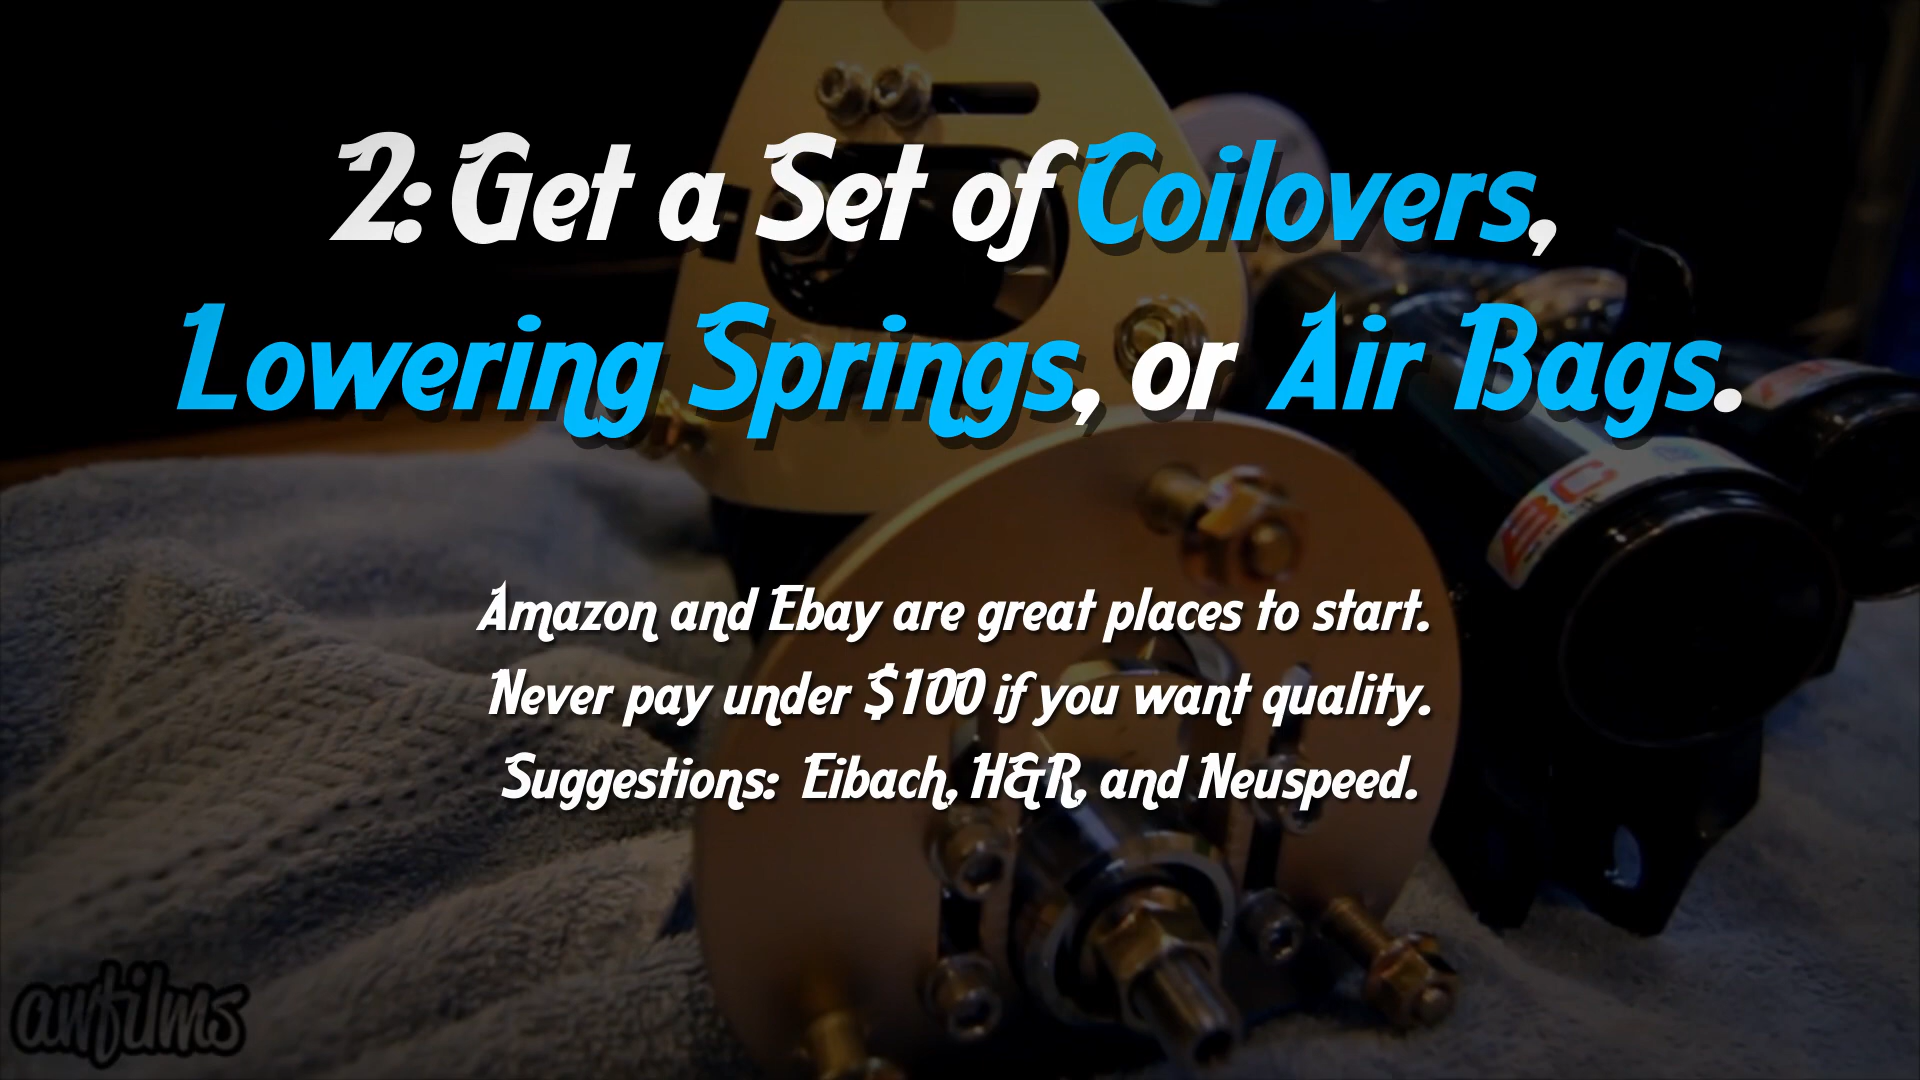 2: Get a Set of Coilovers,
Lowering Springs, or Air Bags.
BC
Amazon and Ebay are great places to start.
Never pay under $100 if you want quality.
Suggestions: Eibach, H&R, and Neuspeed.
awfilms